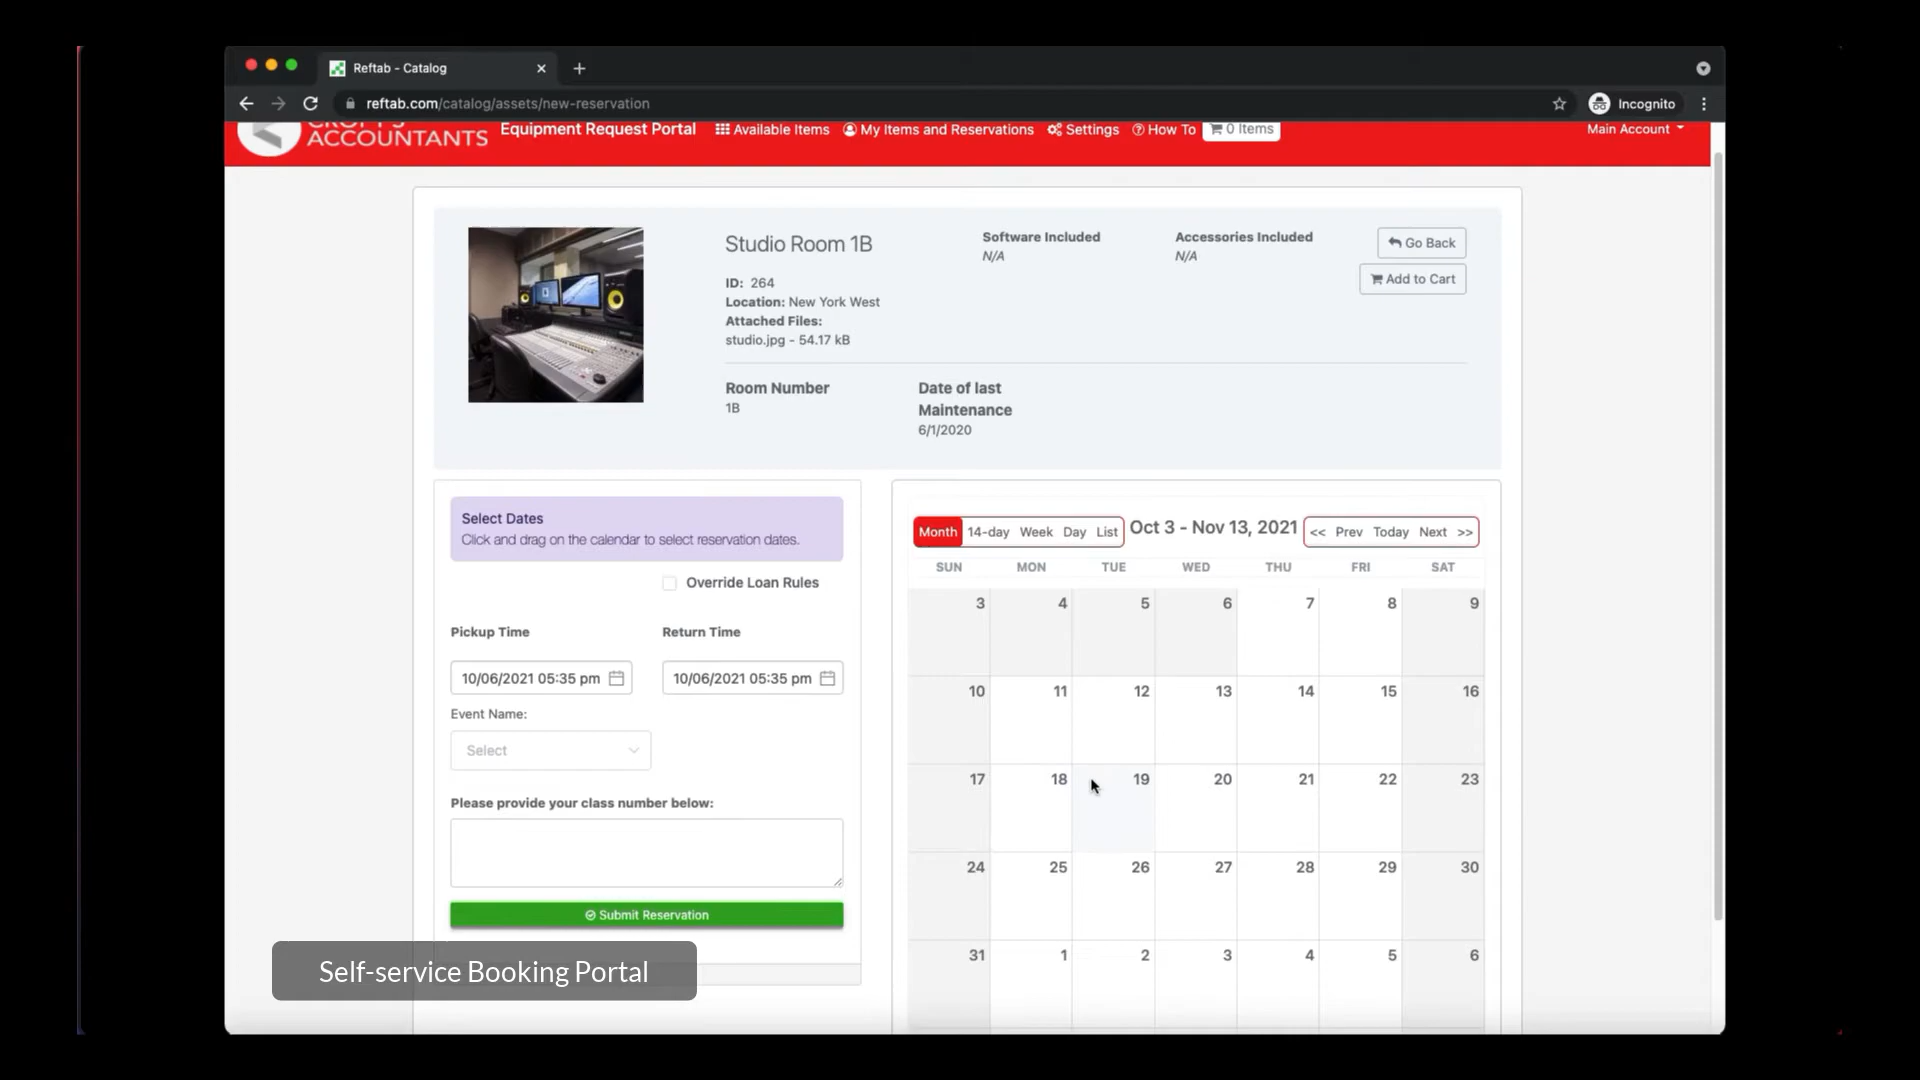 Reftab - Catalog
reftab.com/catalog/assets/new-reservation
Incognito
ACCOUNTANTS
Equipment Request Portal
Available Items
My Items and Reservations
Settings
How To
0 Items
Main Account
Studio Room 1B
ID: 264
Location: New York West
Attached Files:
studio.jpg - 54.17 kB
Software Included
N/A
Accessories Included
N/A
Go Back
Add to Cart
Room Number
1B
Date of last
Maintenance
6/1/2020
Select Dates
Click and drag on the calendar to select reservation dates.
Override Loan Rules
Pickup Time
Return Time
10/06/2021 05:35 pm
10/06/2021 05:35 pm
Event Name:
Select
Please provide your class number below:
Submit Reservation
Self-service Booking Portal
Month 14-day Week Day List
Oct 3 - Nov 13, 2021
<< Prev Today Next >>
SUN MON TUE WED THU FRI SAT
3 4 5 6 7 8 9
10 11 12 13 14 15 16
17 18 19 20 21 22 23
24 25 26 27 28 29 30
31 1 2 3 4 5 6